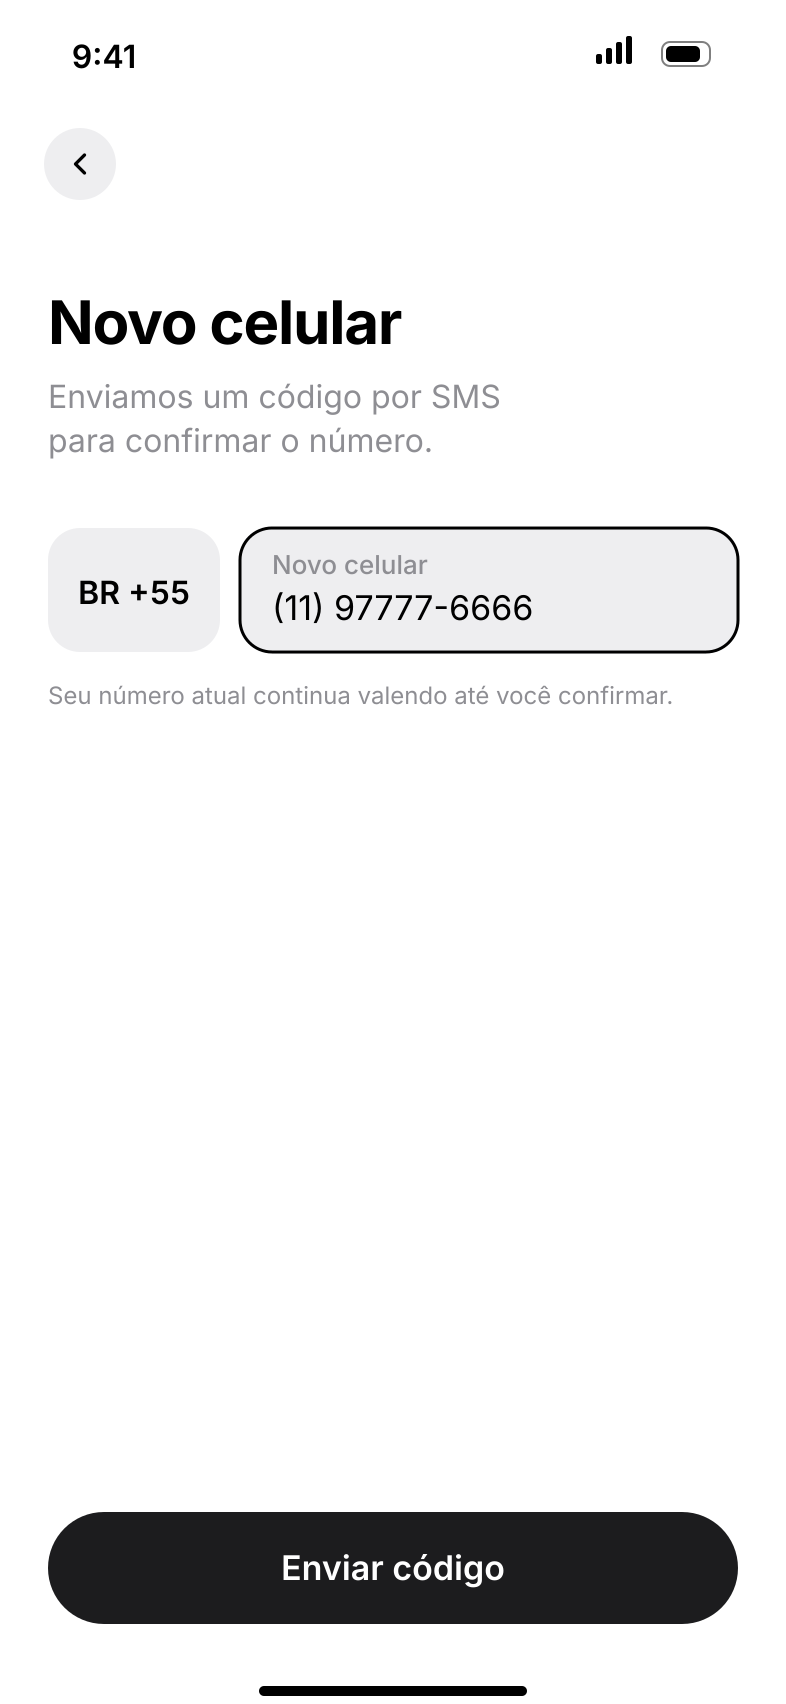 9:41
Novo celular
Enviamos um código por SMS
para confirmar o número.
BR +55
Novo celular
(11) 97777-6666
Seu número atual continua valendo até você confirmar.
Enviar código